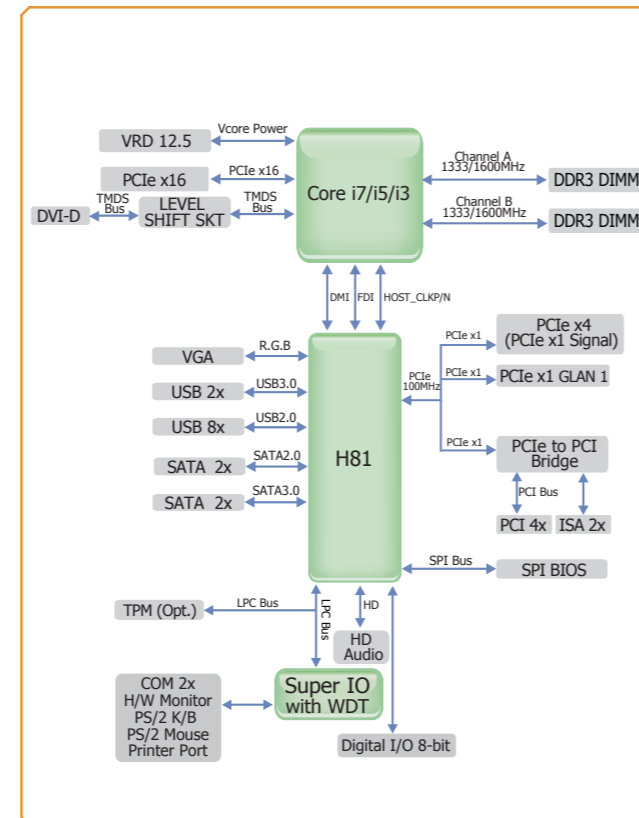 VRD 12.5
Vcore Power
PCIe x16
PCIe x16
DVI-D
TMDS
Bus
LEVEL
SHIFT SKT
TMDS
Bus
Core i7/i5/i3
Channel A
1333/1600MHz
DDR3 DIMM
Channel B
1333/1600MHz
DDR3 DIMM
DMI
FDI
HOST_CLKP/N
VGA
R.G.B
USB 2x
USB3.0
USB 8x
USB2.0
SATA 2x
SATA2.0
SATA 2x
SATA3.0
H81
PCIe
100MHz
PCIe x1
PCIe x4
(PCIe x1 Signal)
PCIe x1
PCIe x1 GLAN 1
PCIe x1
PCIe to PCI
Bridge
PCI Bus
PCI 4x
ISA 2x
SPI Bus
SPI BIOS
TPM (Opt.)
LPC Bus
LPC Bus
HD
HD
Audio
Super IO
with WDT
COM 2x
H/W Monitor
PS/2 K/B
PS/2 Mouse
Printer Port
Digital I/O 8-bit